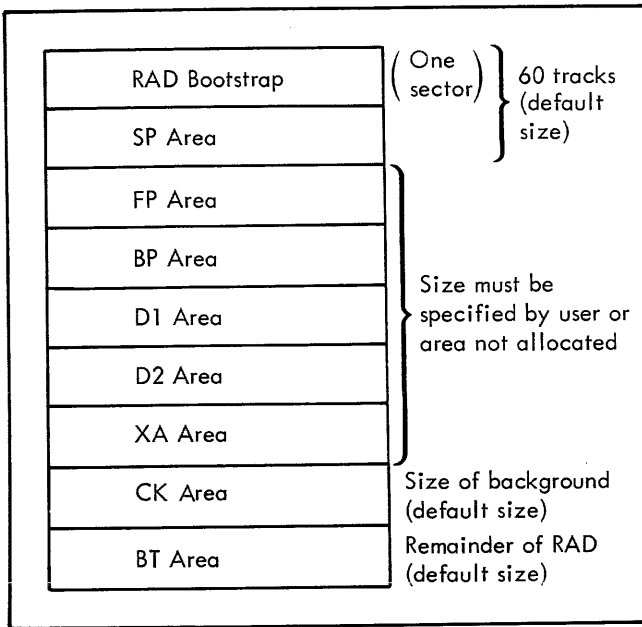 RAD Bootstrap
(One
sector)
60 tracks
(default
size)
SP Area
FP Area
BP Area
D1 Area
D2 Area
XA Area
Size must be
specified by user or
area not allocated
CK Area
Size of background
(default size)
BT Area
Remainder of RAD
(default size)